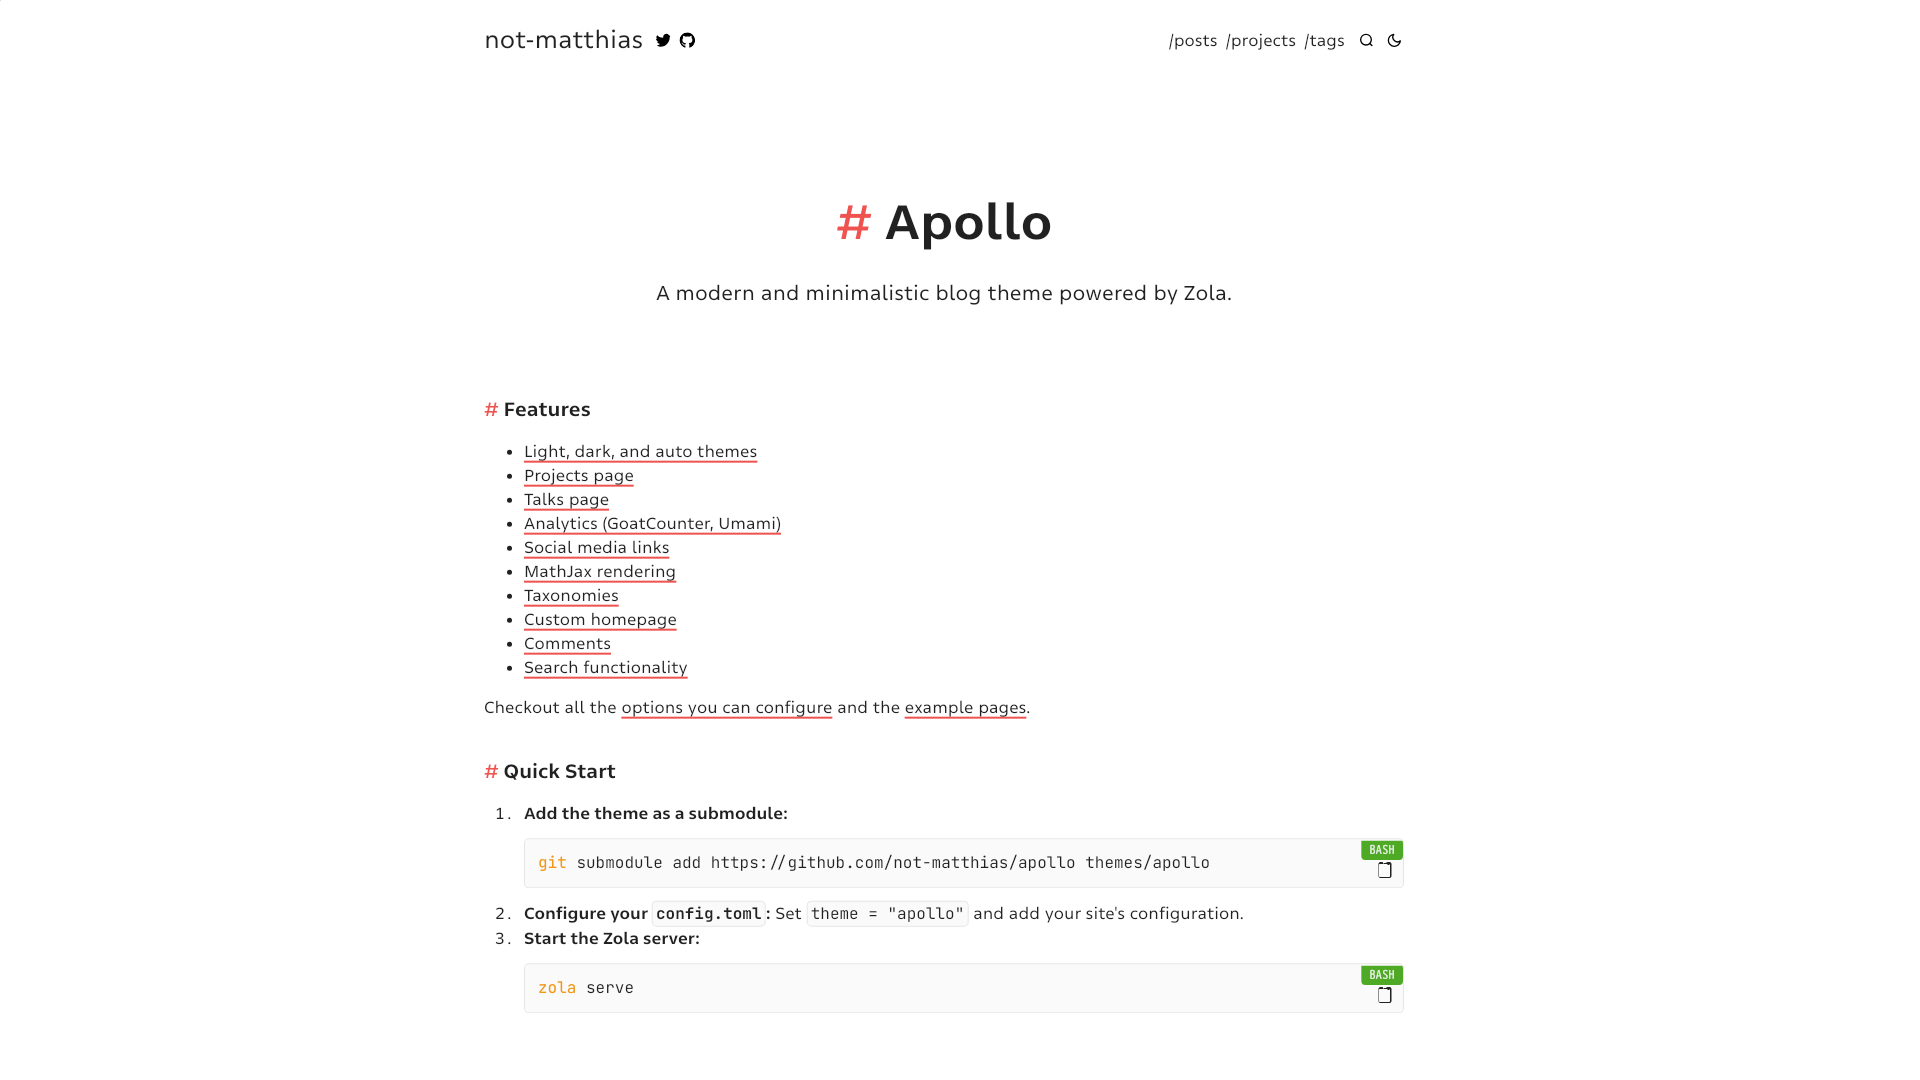 not-matthias
/posts /projects /tags
# Apollo
A modern and minimalistic blog theme powered by Zola.
# Features
• Light, dark, and auto themes
• Projects page
• Talks page
• Analytics (GoatCounter, Umami)
• Social media links
• MathJax rendering
• Taxonomies
• Custom homepage
• Comments
• Search functionality
Checkout all the options you can configure and the example pages.
# Quick Start
1. Add the theme as a submodule:
BASH
git submodule add https://github.com/not-matthias/apollo themes/apollo
2. Configure your config.toml: Set theme = "apollo" and add your site's configuration.
3. Start the Zola server:
BASH
zola serve